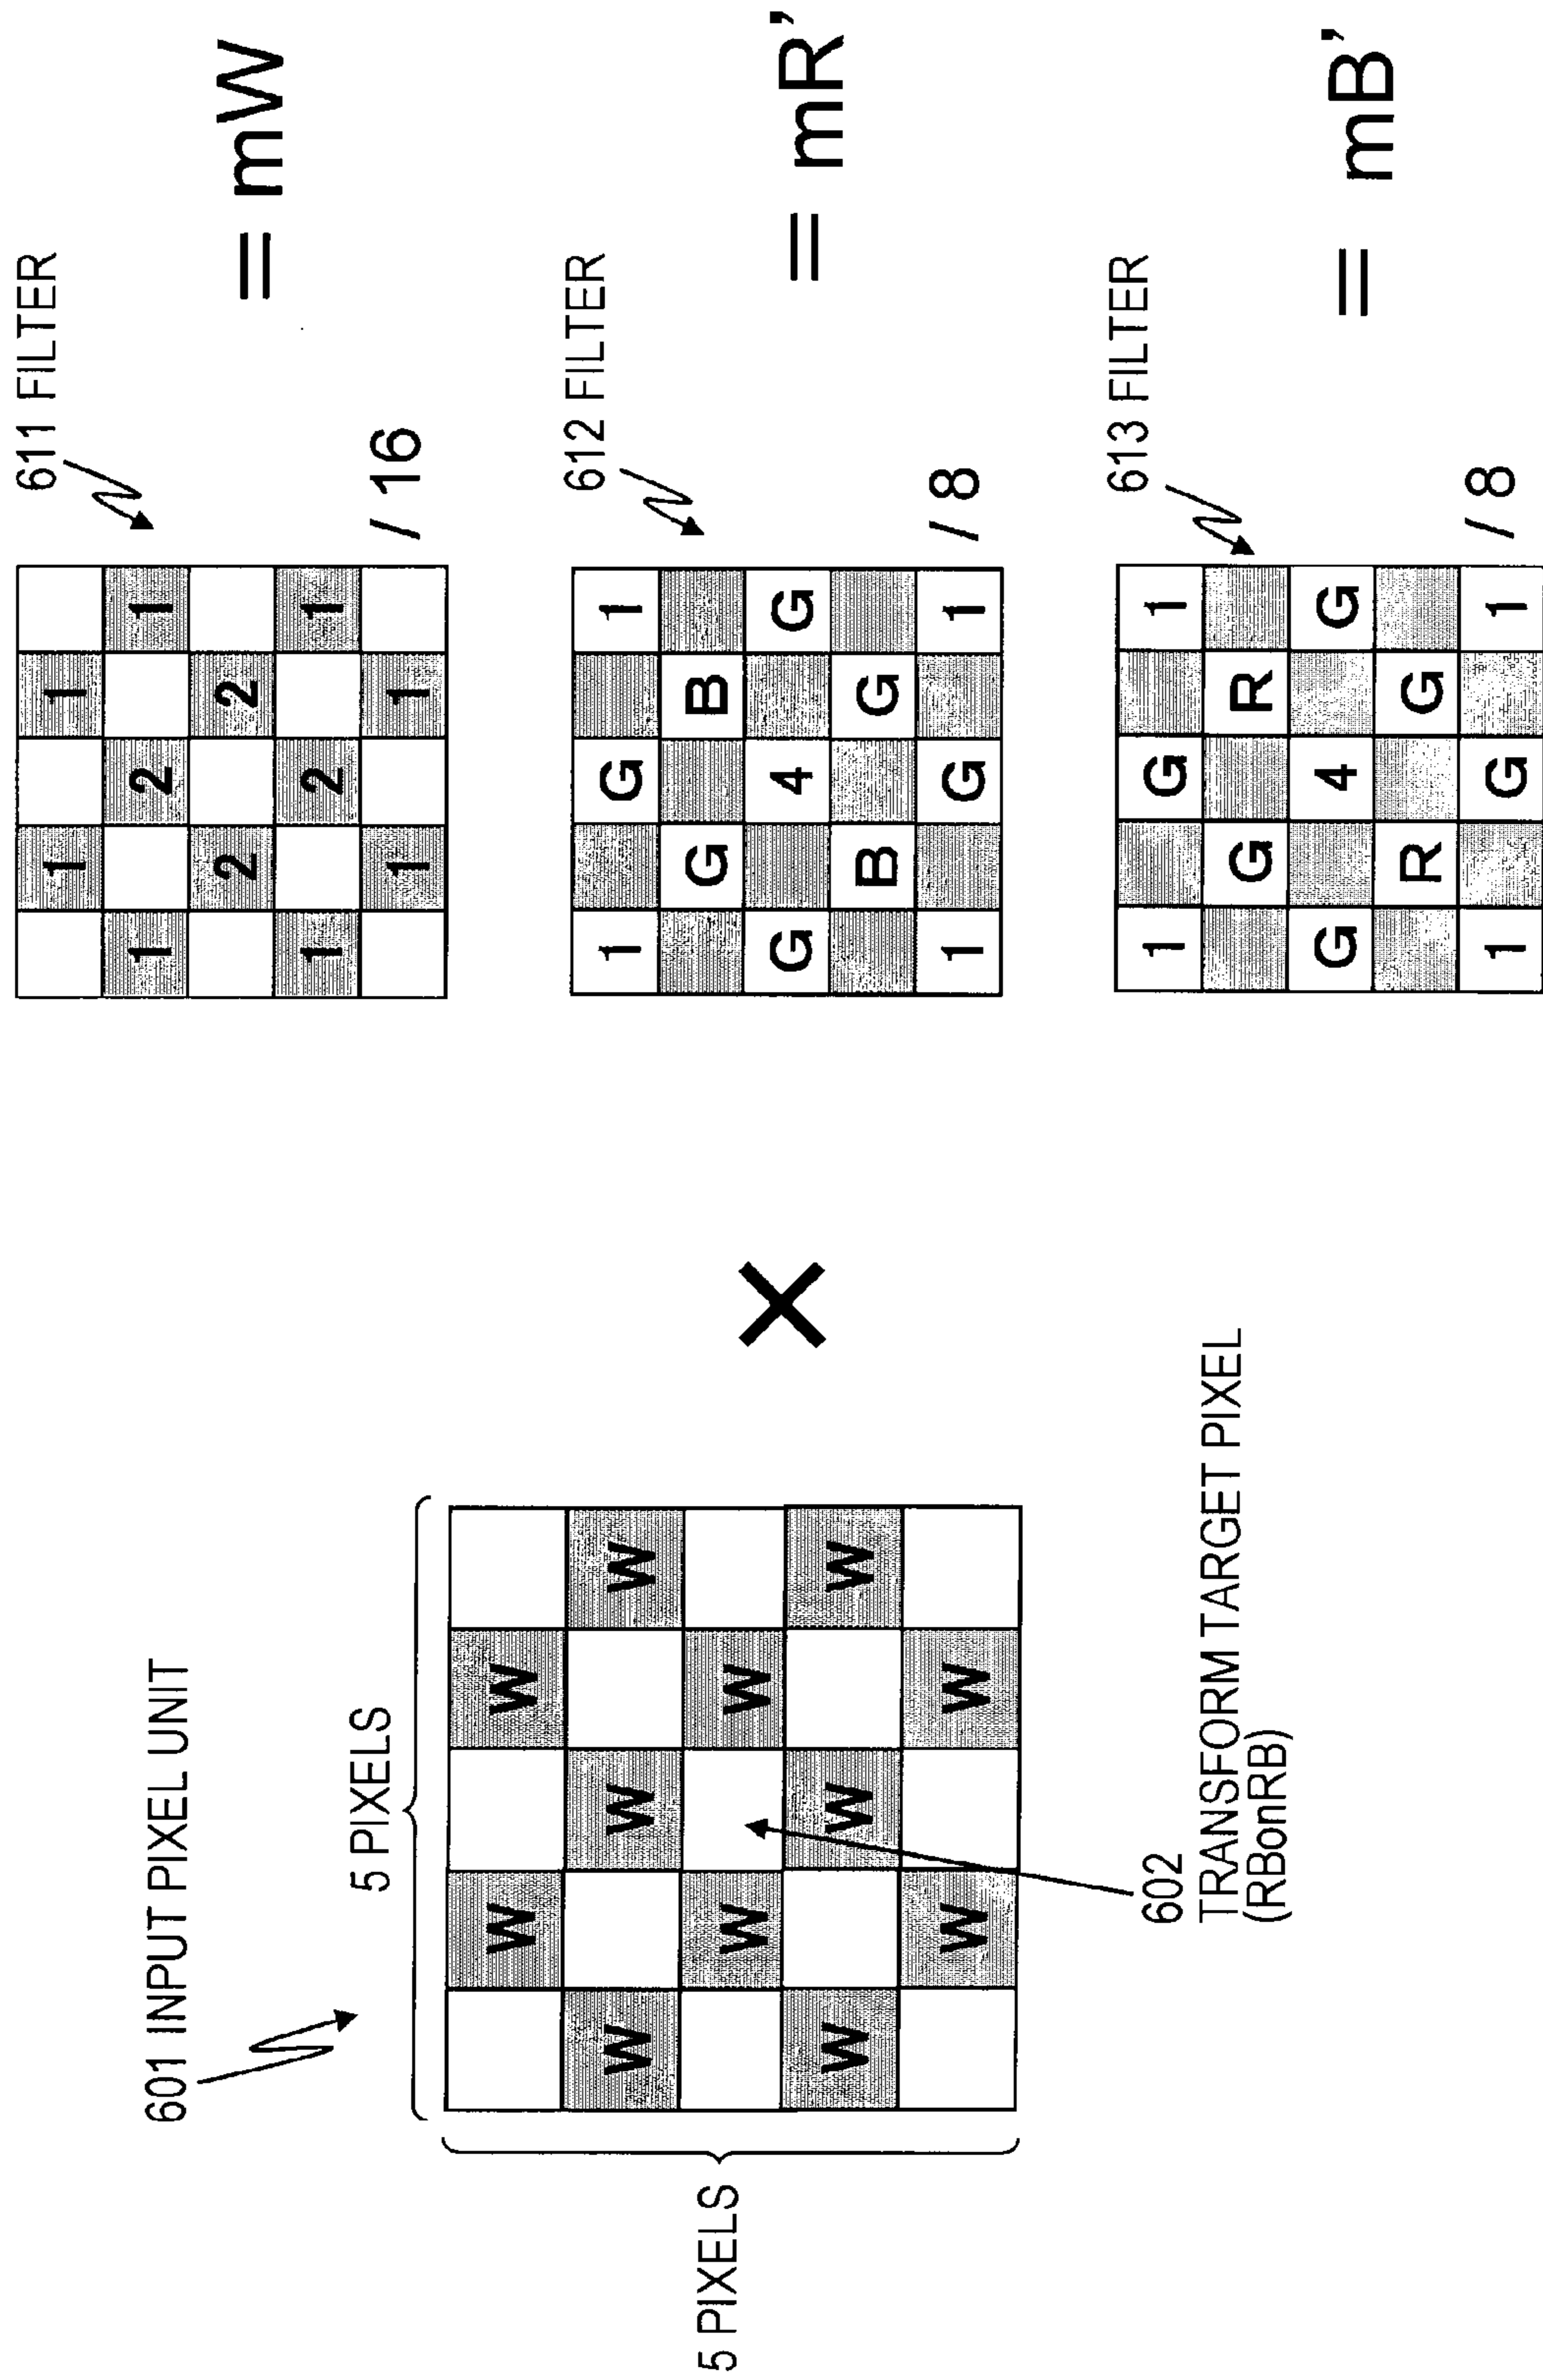 601 INPUT PIXEL UNIT
5 PIXELS
5 PIXELS
W W
W W W
W W
W W W
W W
602
TRANSFORM TARGET PIXEL
(RBonRB)
×
611 FILTER
1 1
1 2 1
2 2
1 2 1
1 1
/ 16
= mW
612 FILTER
1 G 1
G B
G 4 G
B G
1 G 1
/ 8
= mR'
613 FILTER
1 G 1
G R
G 4 G
R G
1 G 1
/ 8
= mB'